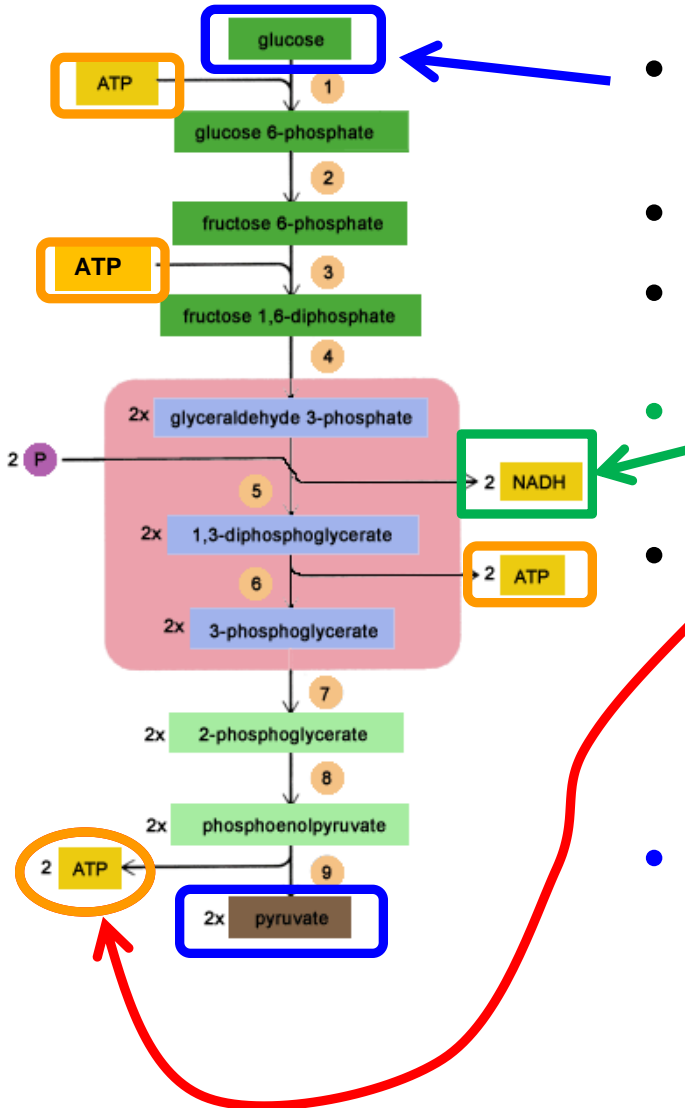 glucose
ATP
1
glucose 6-phosphate
2
fructose 6-phosphate
ATP
3
fructose 1,6-diphosphate
4
2x glyceraldehyde 3-phosphate
2 P
5
2 NADH
2x 1,3-diphosphoglycerate
6
2 ATP
2x 3-phosphoglycerate
7
2x 2-phosphoglycerate
8
2x phosphoenolpyruvate
2 ATP
9
2x pyruvate